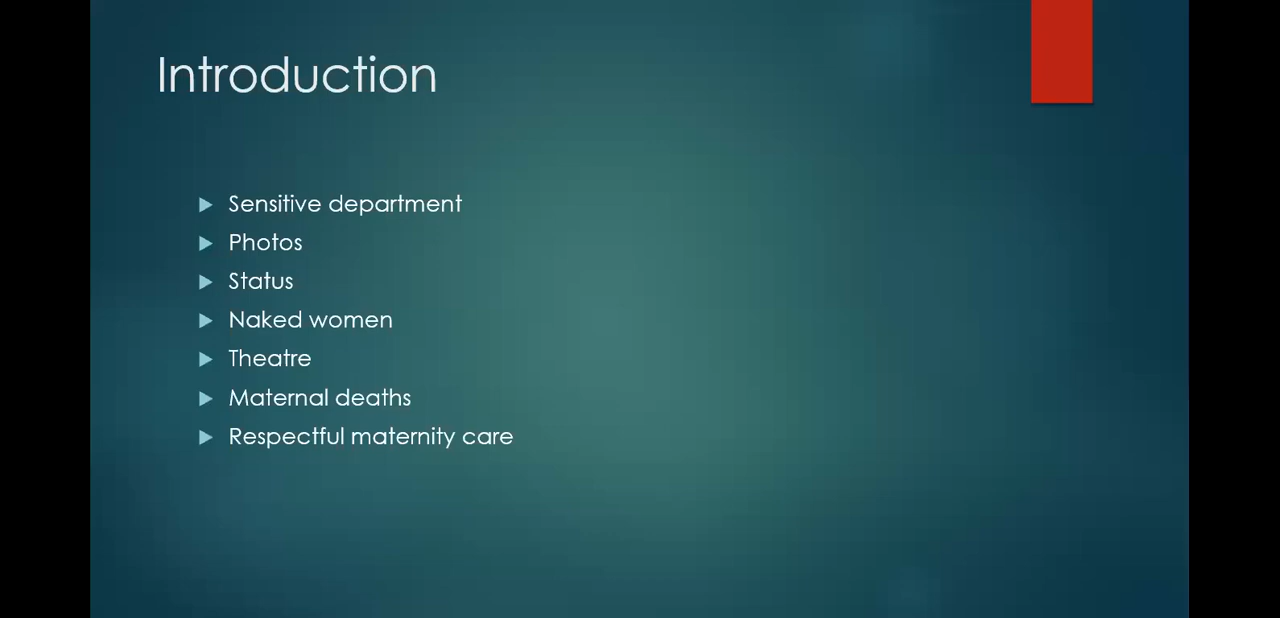 Introduction
Sensitive department
Photos
Status
Naked women
Theatre
Maternal deaths
Respectful maternity care